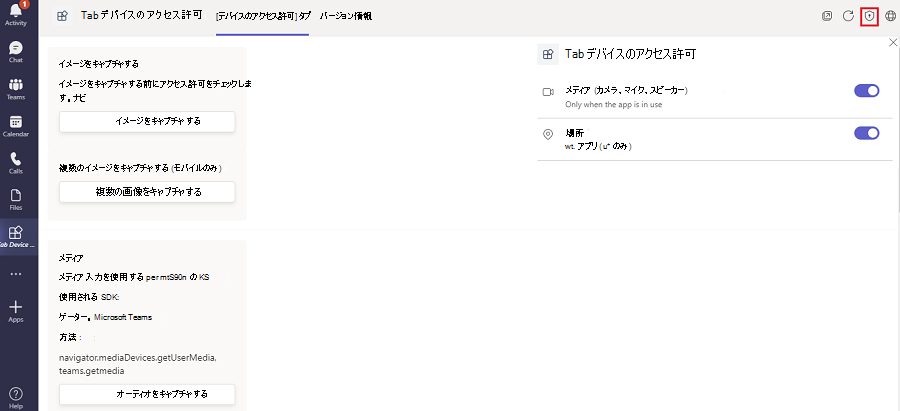 Activity
1
Chat
Teams
Calendar
Calls
Files
Tab Device ...
Apps
Help
Tab デバイスのアクセス許可
[デバイスのアクセス許可] タブ
バージョン情報
イメージをキャプチャする
イメージをキャプチャする前にアクセス許可をチェックしま
す。ナビ
イメージをキャプチャ する
複数のイメージをキャプチャする (モバイルのみ)
複数の画像をキャプチャする
メディア
メディア 入力を使用 する permtS90n の KS
使用される SDK:
ゲーター。Microsoft Teams
方法 :
navigator.mediaDevices.getUserMedia.
teams.getmedia
オーディオをキャプチャする
Tab デバイスのアクセス許可
メディア (カメラ、マイク、スピーカー)
Only when the app is in use
場所
wt. アプリ ( u* のみ )